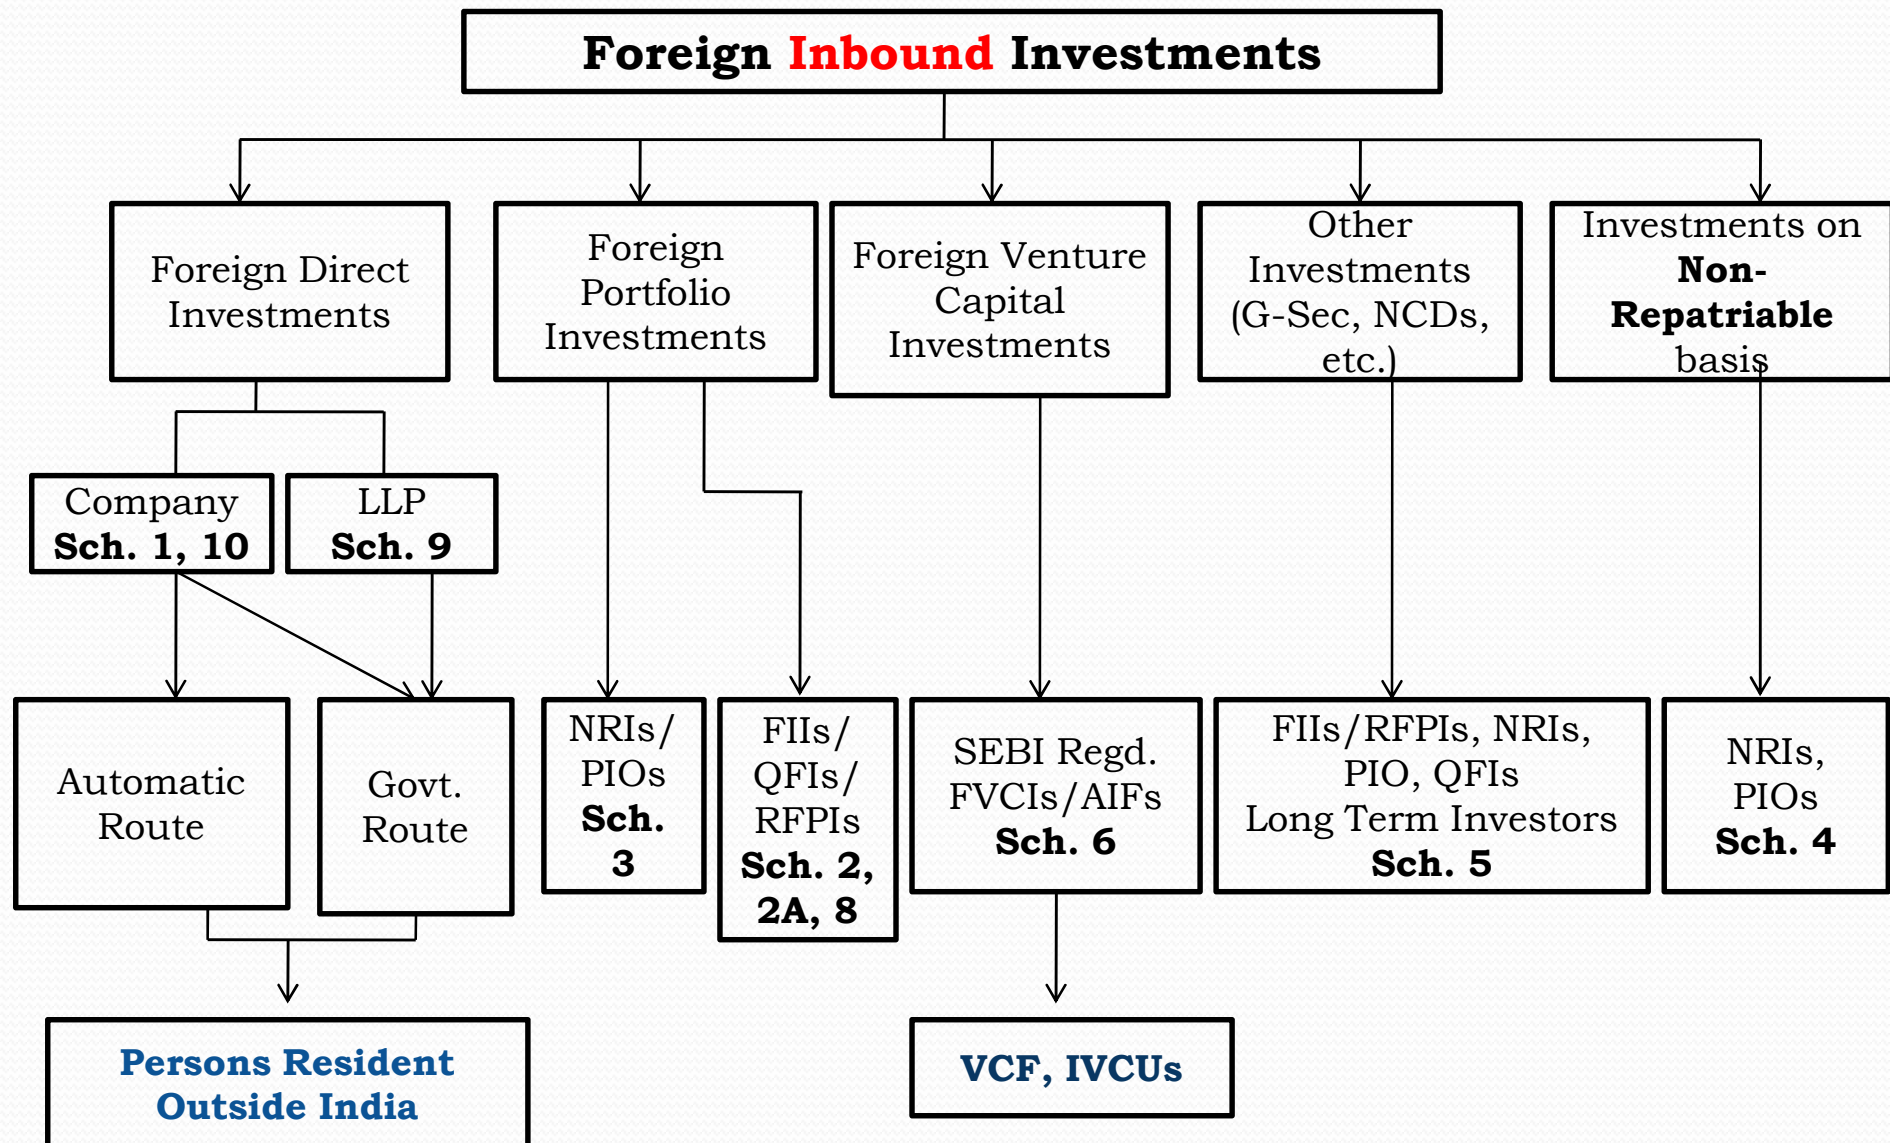 Foreign Inbound Investments
Foreign Direct
Investments
Foreign
Portfolio
Investments
Foreign Venture
Capital
Investments
Other
Investments
(G-Sec, NCDs,
etc.)
Investments on
Non-
Repatriable
basis
Company
Sch. 1, 10
LLP
Sch. 9
Automatic
Route
Govt.
Route
NRIs/
PIOs
Sch.
3
FIIs/
QFIs/
RFPIs
Sch. 2,
2A, 8
SEBI Regd.
FVCIs/AIFs
Sch. 6
FIIs/RFPIs, NRIs,
PIO, QFIs
Long Term Investors
Sch. 5
NRIs,
PIOs
Sch. 4
Persons Resident
Outside India
VCF, IVCUs